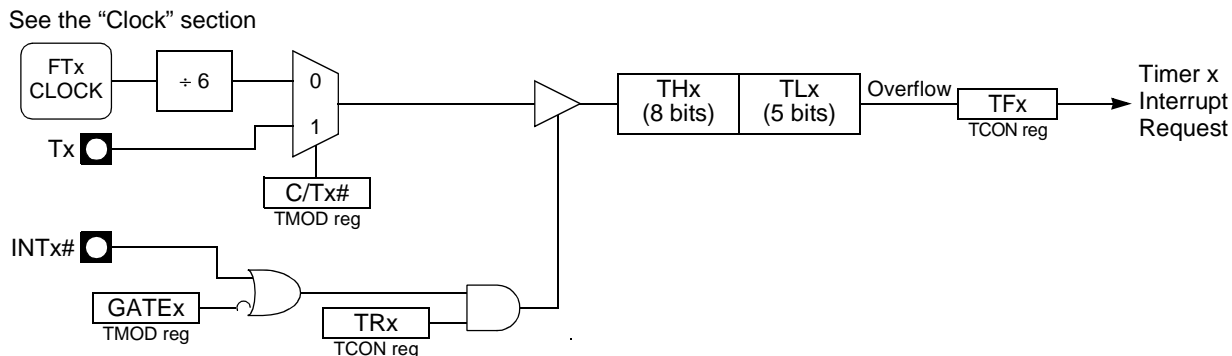 See the “Clock” section
FTx
CLOCK
÷ 6
0
1
Tx
C/Tx#
TMOD reg
THx
(8 bits)
TLx
(5 bits)
Overflow
TFx
TCON reg
Timer x
Interrupt
Request
INTx#
GATEx
TMOD reg
TRx
TCON reg